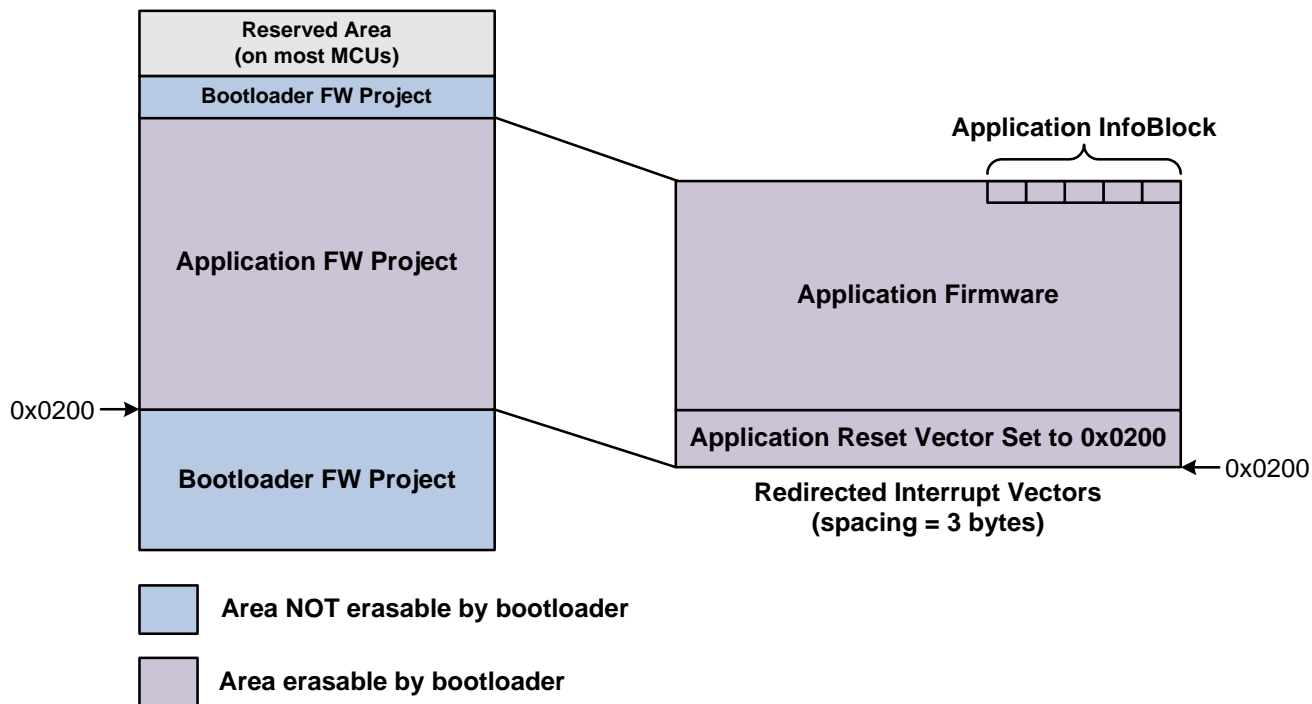 Reserved Area
(on most MCUs)
Bootloader FW Project
Application InfoBlock
Application FW Project
Application Firmware
0x0200
Application Reset Vector Set to 0x0200
0x0200
Bootloader FW Project
Redirected Interrupt Vectors
(spacing = 3 bytes)
Area NOT erasable by bootloader
Area erasable by bootloader